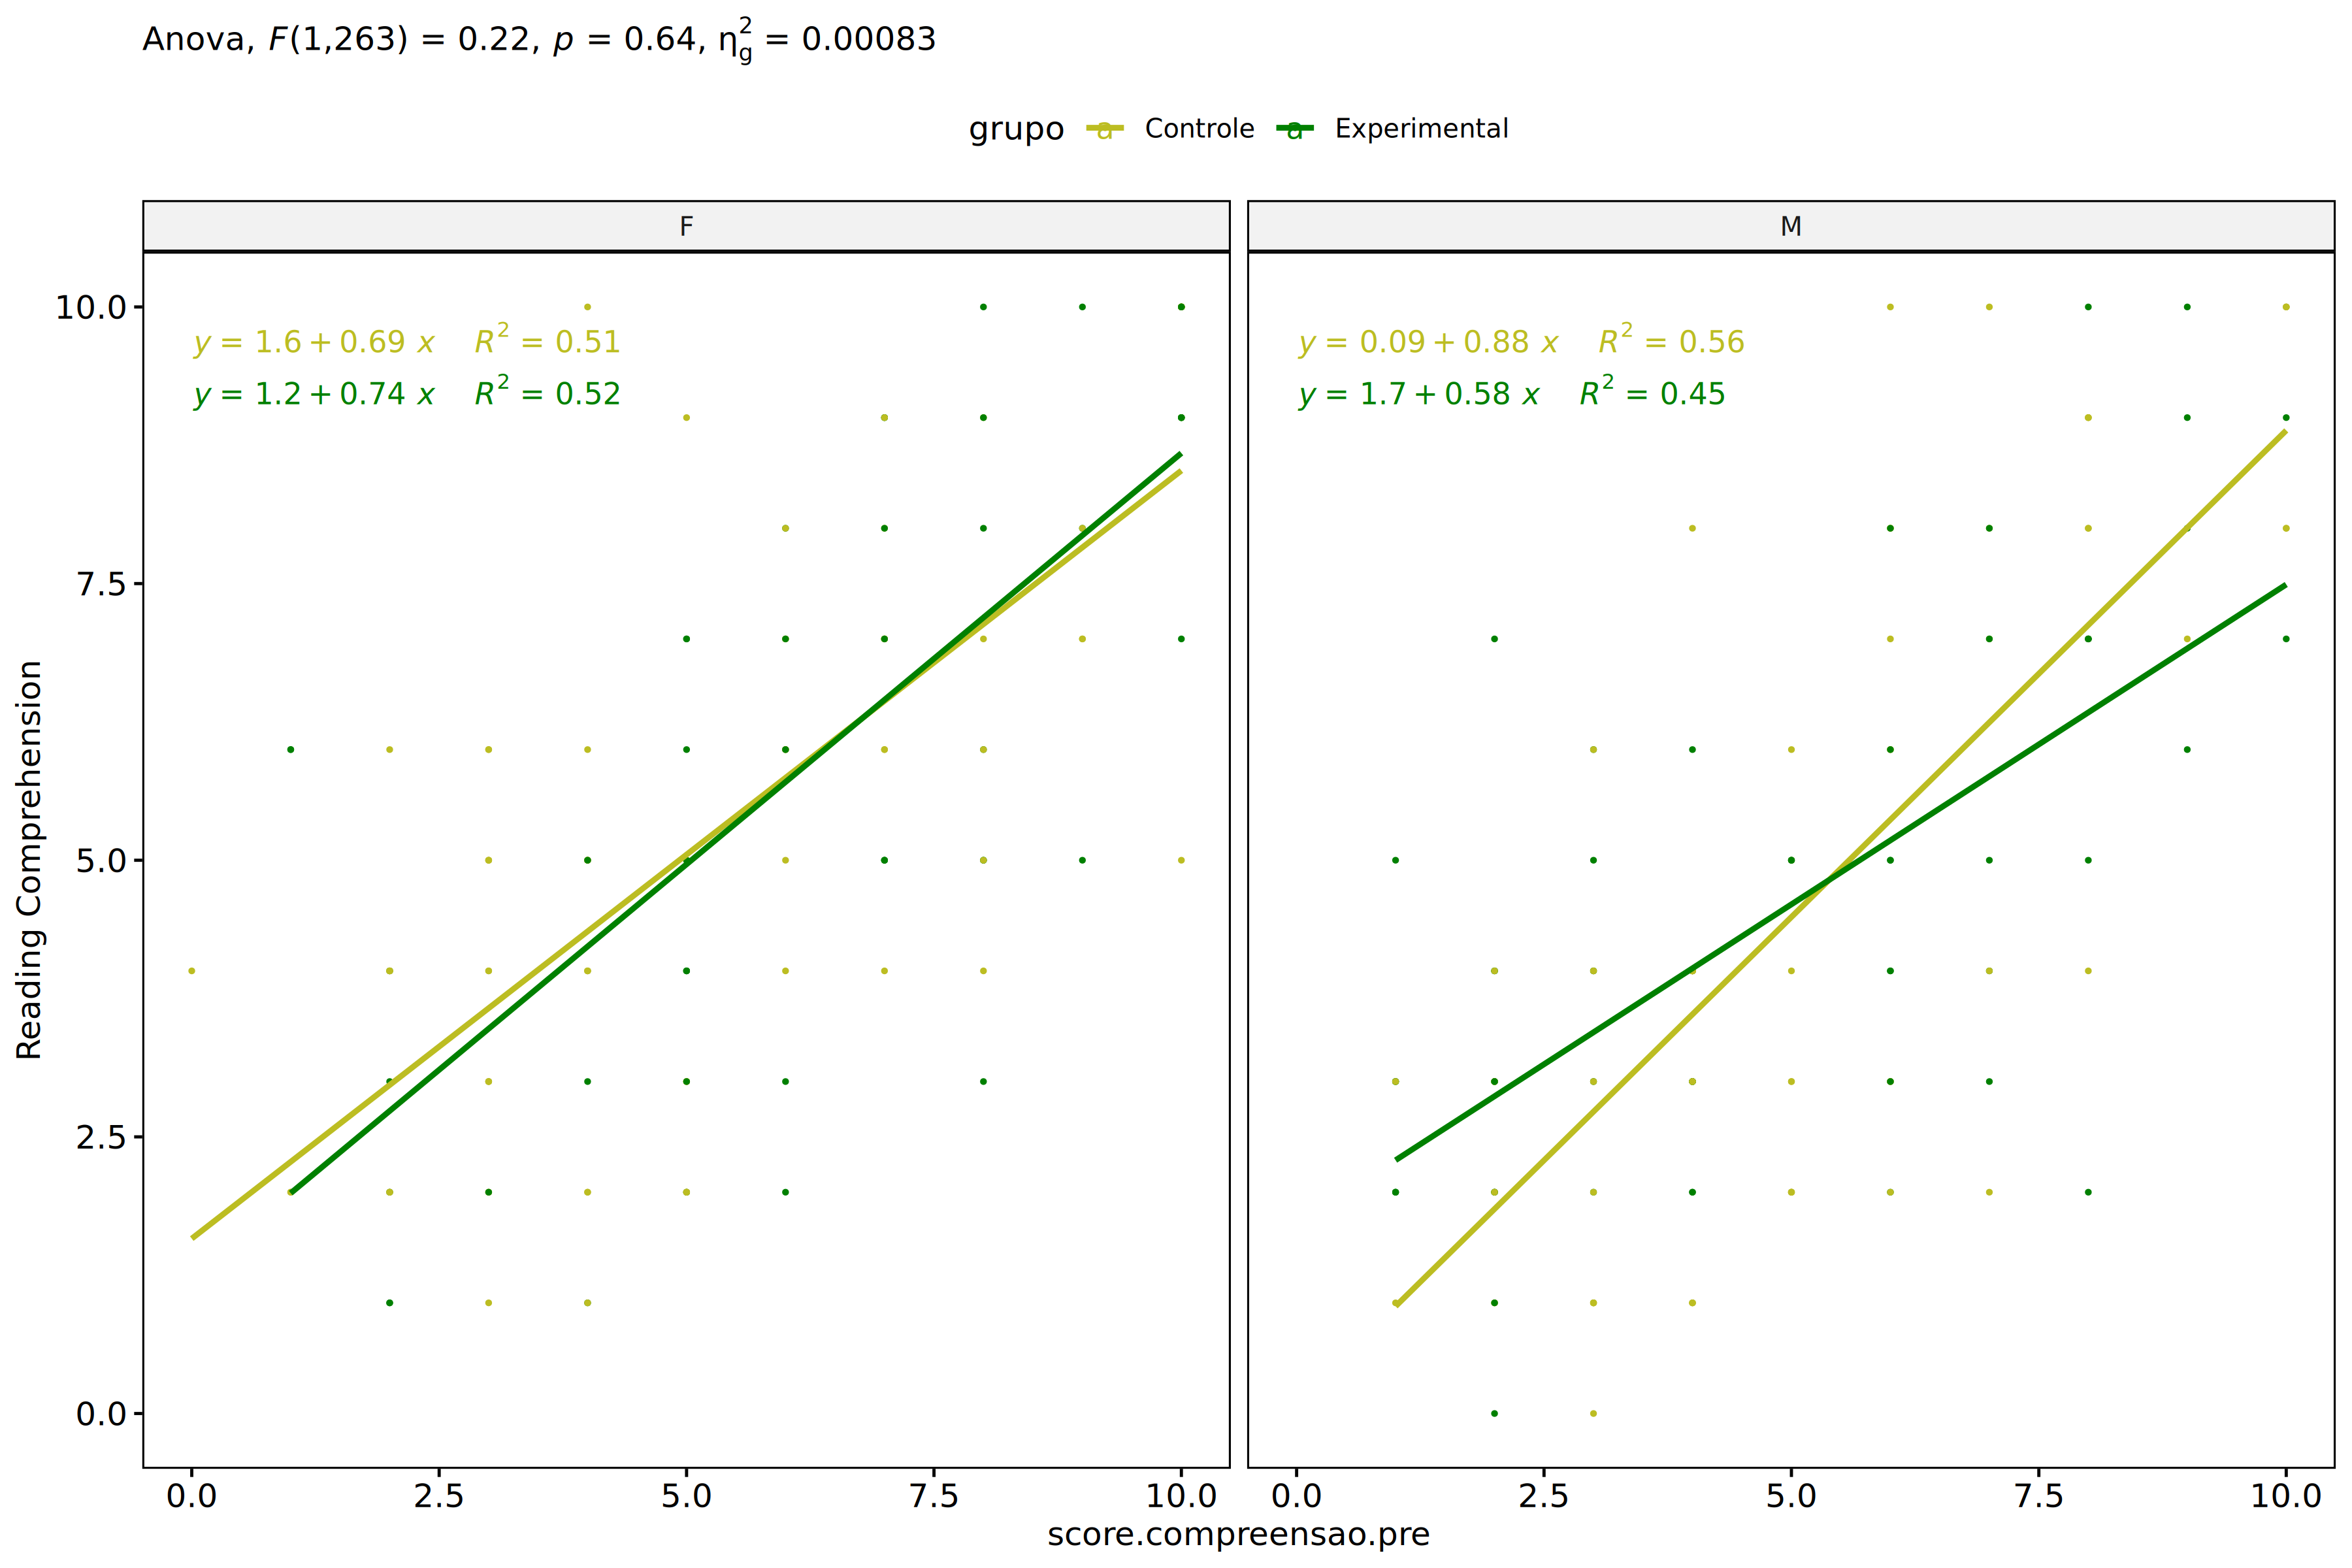 Anova, F(1,263) = 0.22, p = 0.64, η²g = 0.00083
grupo a Controle a Experimental
F
M
10.0
7.5
5.0
2.5
0.0
Reading Comprehension
y = 1.6 + 0.69 x R² = 0.51
y = 1.2 + 0.74 x R² = 0.52
y = 0.09 + 0.88 x R² = 0.56
y = 1.7 + 0.58 x R² = 0.45
0.0 2.5 5.0 7.5 10.0
0.0 2.5 5.0 7.5 10.0
score.compreensao.pre